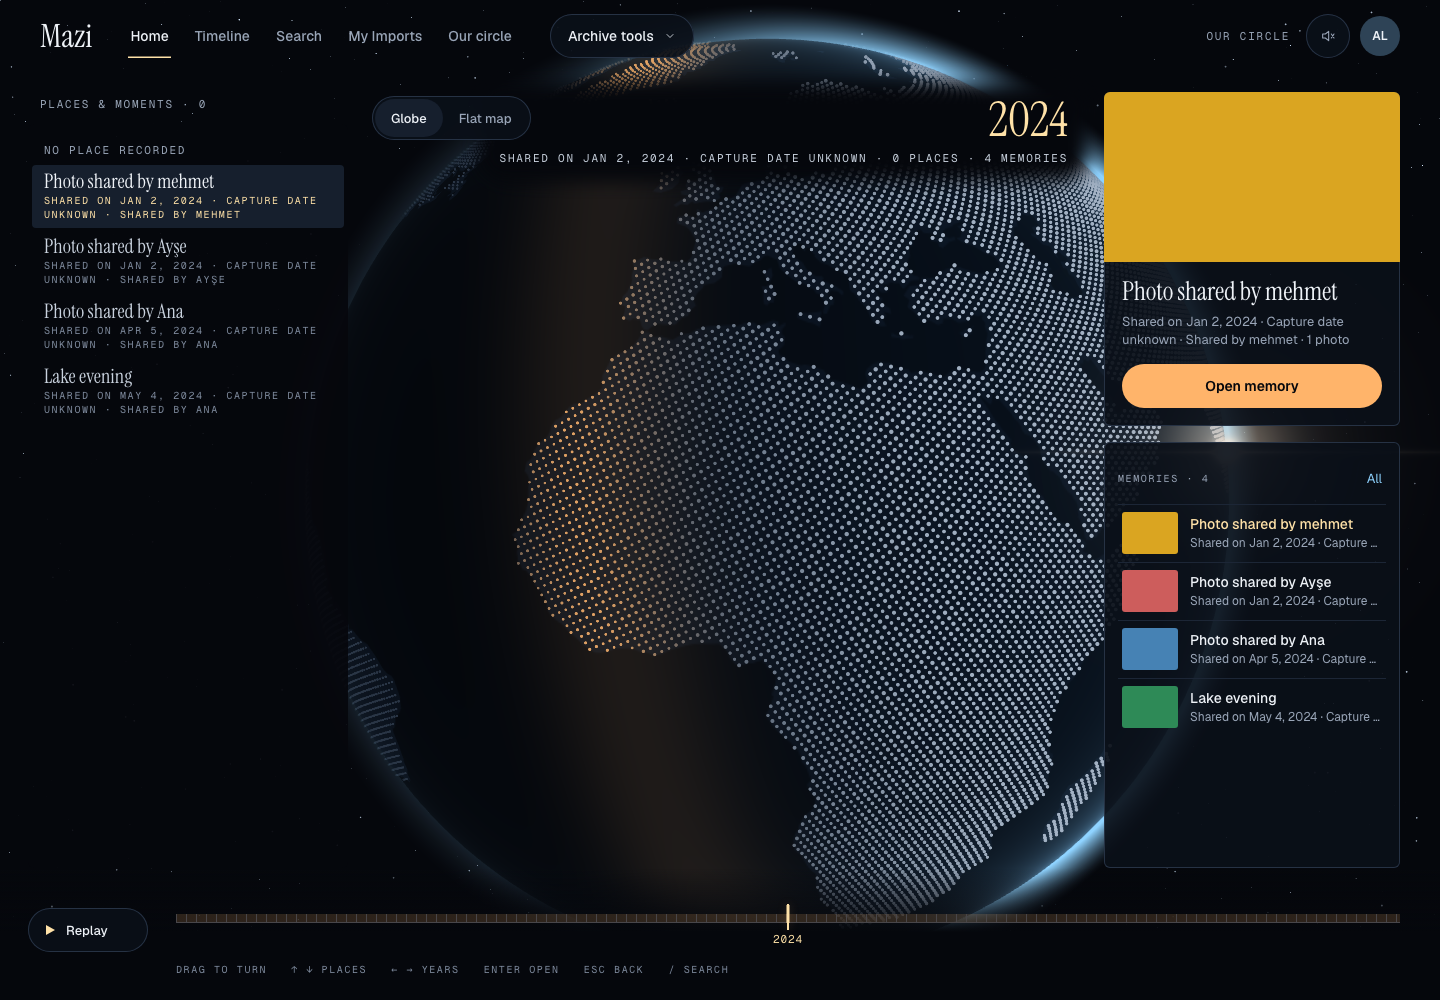 Mazi
Home
Timeline
Search
My Imports
Our circle
Archive tools
OUR CIRCLE
AL
PLACES & MOMENTS · 0
NO PLACE RECORDED
Photo shared by mehmet
SHARED ON JAN 2, 2024 · CAPTURE DATE
UNKNOWN · SHARED BY MEHMET
Photo shared by Ayşe
SHARED ON JAN 2, 2024 · CAPTURE DATE
UNKNOWN · SHARED BY AYŞE
Photo shared by Ana
SHARED ON APR 5, 2024 · CAPTURE DATE
UNKNOWN · SHARED BY ANA
Lake evening
SHARED ON MAY 4, 2024 · CAPTURE DATE
UNKNOWN · SHARED BY ANA
Globe
Flat map
2024
SHARED ON JAN 2, 2024 · CAPTURE DATE UNKNOWN · 0 PLACES · 4 MEMORIES
Photo shared by mehmet
Shared on Jan 2, 2024 · Capture date
unknown · Shared by mehmet · 1 photo
Open memory
MEMORIES · 4
All
Photo shared by mehmet
Shared on Jan 2, 2024 · Capture ...
Photo shared by Ayşe
Shared on Jan 2, 2024 · Capture ...
Photo shared by Ana
Shared on Apr 5, 2024 · Capture ...
Lake evening
Shared on May 4, 2024 · Capture ...
Replay
2024
DRAG TO TURN
↑ ↓ PLACES
← → YEARS
ENTER OPEN
ESC BACK
/ SEARCH